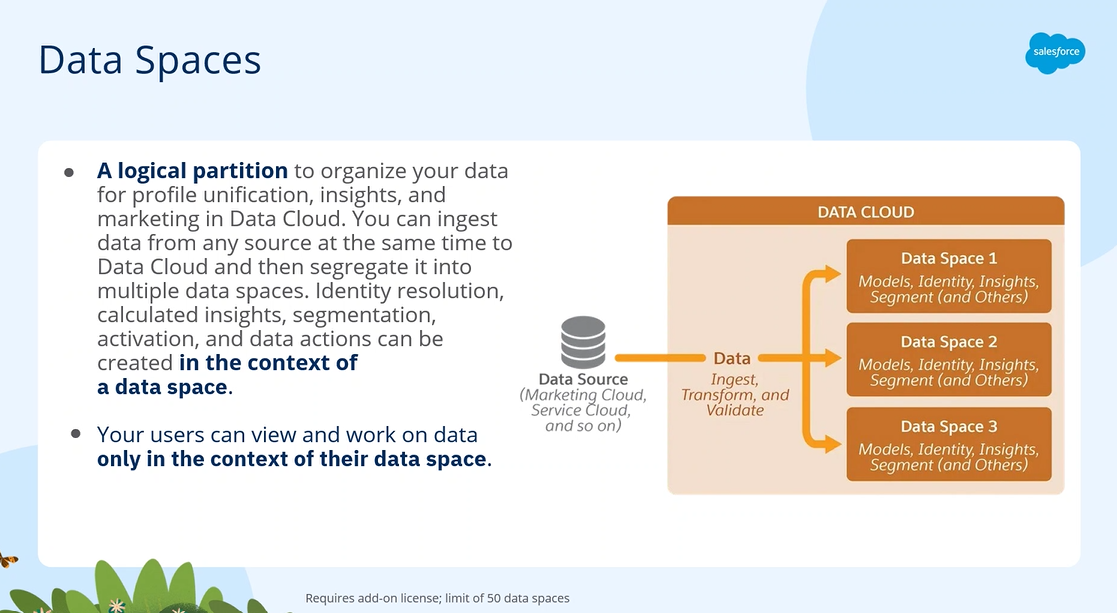 Data Spaces
salesforce
● A logical partition to organize your data
for profile unification, insights, and
marketing in Data Cloud. You can ingest
data from any source at the same time to
Data Cloud and then segregate it into
multiple data spaces. Identity resolution,
calculated insights, segmentation,
activation, and data actions can be
created in the context of
a data space.
● Your users can view and work on data
only in the context of their data space.
Data Source
(Marketing Cloud,
Service Cloud,
and so on)
DATA CLOUD
Data
Ingest,
Transform, and
Validate
Data Space 1
Models, Identity, Insights,
Segment (and Others)
Data Space 2
Models, Identity, Insights,
Segment (and Others)
Data Space 3
Models, Identity, Insights,
Segment (and Others)
Requires add-on license; limit of 50 data spaces